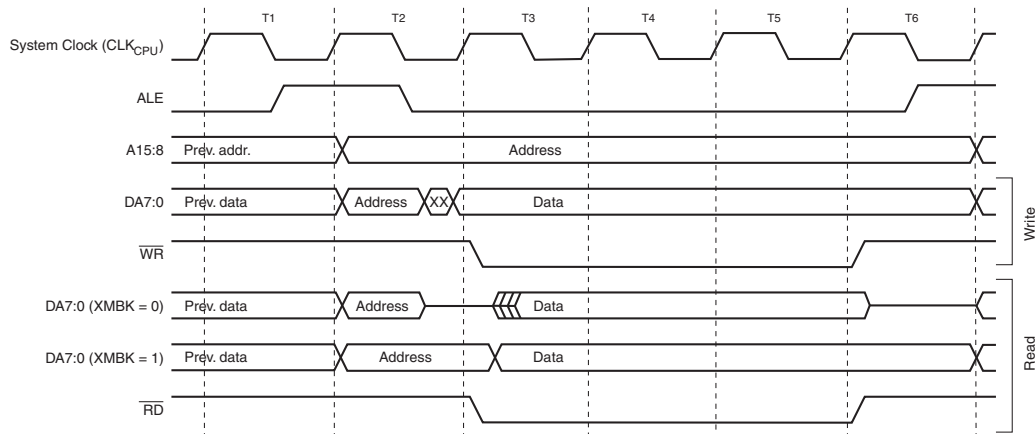 T1 T2 T3 T4 T5 T6
System Clock (CLKCPU)
ALE
A15:8 Prev. addr. Address
DA7:0 Prev. data Address XX Data
WR
Write
DA7:0 (XMBK = 0) Prev. data Address Data
DA7:0 (XMBK = 1) Prev. data Address Data
RD
Read